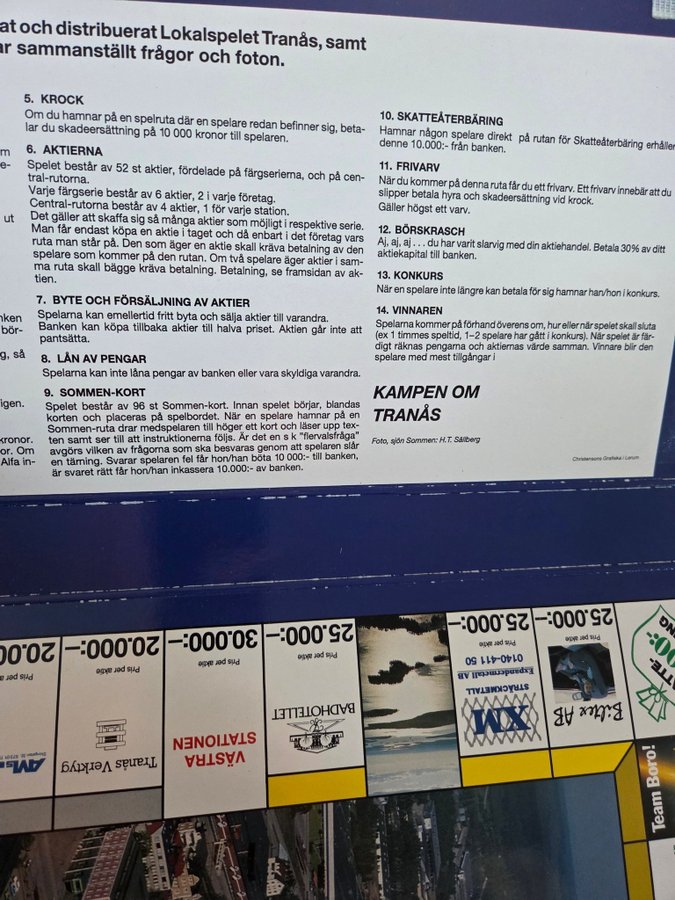 at och distribuerat Lokalspelet Tranås, samt
ar sammanställt frågor och foton.
5. KROCK
Om du hamnar på en spelruta där en spelare redan befinner sig, beta-
lar du skadeersättning på 10 000 kronor till spelaren.
6. AKTIERNA
Spelet består av 52 st aktier, fördelade på färgserierna, och på cen-
tral-rutorna.
Varje färgserie består av 6 aktier, 2 i varje företag.
Central-rutorna består av 4 aktier, 1 för varje station.
Det gäller att skaffa sig så många aktier som möjligt i respektive serie.
Man får endast köpa en aktie i taget och då enbart i det företag vars
ruta man står på. Den som äger en aktie skall kräva betalning av den
spelare som kommer på den rutan. Om två spelare äger aktier i sam-
ma ruta skall bägge kräva betalning. Betalning, se framsidan av ak-
tien.
7. BYTE OCH FÖRSÄLJNING AV AKTIER
Spelarna kan emellertid fritt byta och sälja aktier till varandra.
Banken kan köpa tillbaka aktier till halva priset. Aktien går inte att
pantsätta.
8. LÅN AV PENGAR
Spelarna kan inte låna pengar av banken eller vara skyldiga varandra.
9. SOMMEN-KORT
Spelet består av 96 st Sommen-kort. Innan spelet börjar, blandas
korten och placeras på spelbordet. När en spelare hamnar på en
Sommen-ruta drar medspelaren till höger ett kort och läser upp tex-
ten samt ser till att instruktionerna följs. Är det en s k "flervalsfråga"
avgörs vilken av frågorna som ska besvaras genom att spelaren slår
en tärning. Svarar spelaren fel får hon/han böta 10 000:- till banken,
är svaret rätt får hon/han inkassera 10.000:- av banken.
m
e-
ut
nken
bör-
g, så
igen.
kronor.
or. Om
Alfa in-
10. SKATTEÅTERBÄRING
Hamnar någon spelare direkt på rutan för Skatteåterbäring erhåller
denne 10.000:- från banken.
11. FRIVARV
När du kommer på denna ruta får du ett frivarv. Ett frivarv innebär att du
slipper betala hyra och skadeersättning vid krock.
Gäller högst ett varv.
12. BÖRSKRASCH
Aj, aj, aj . . . du har varit slarvig med din aktiehandel. Betala 30% av ditt
aktiekapital till banken.
13. KONKURS
När en spelare inte längre kan betala för sig hamnar han/hon i konkurs.
14. VINNAREN
Spelarna kommer på förhand överens om, hur eller när spelet skall sluta
(ex 1 timmes speltid, 1–2 spelare har gått i konkurs). När spelet är fär-
digt räknas pengarna och aktiernas värde samman. Vinnare blir den
spelare med mest tillgångar i
KAMPEN OM
TRANÅS
Foto, sjön Sommen: H.T. Sällberg
Christensons Grafiska i Lerum.
20.000
Pris per aktie
AMs
20.000:–
Pris per aktie
Tranås Verktyg
30.000:–
Pris per aktie
VÄSTRA
STATIONEN
25.000:–
Pris per aktie
BADHOTELLET
25.000:–
Pris per aktie
0140-411 50
Expandermetall AB
STRÄCKMETALL
XM
25.000:–
Pris per aktie
Biltex AB
Team Boro!